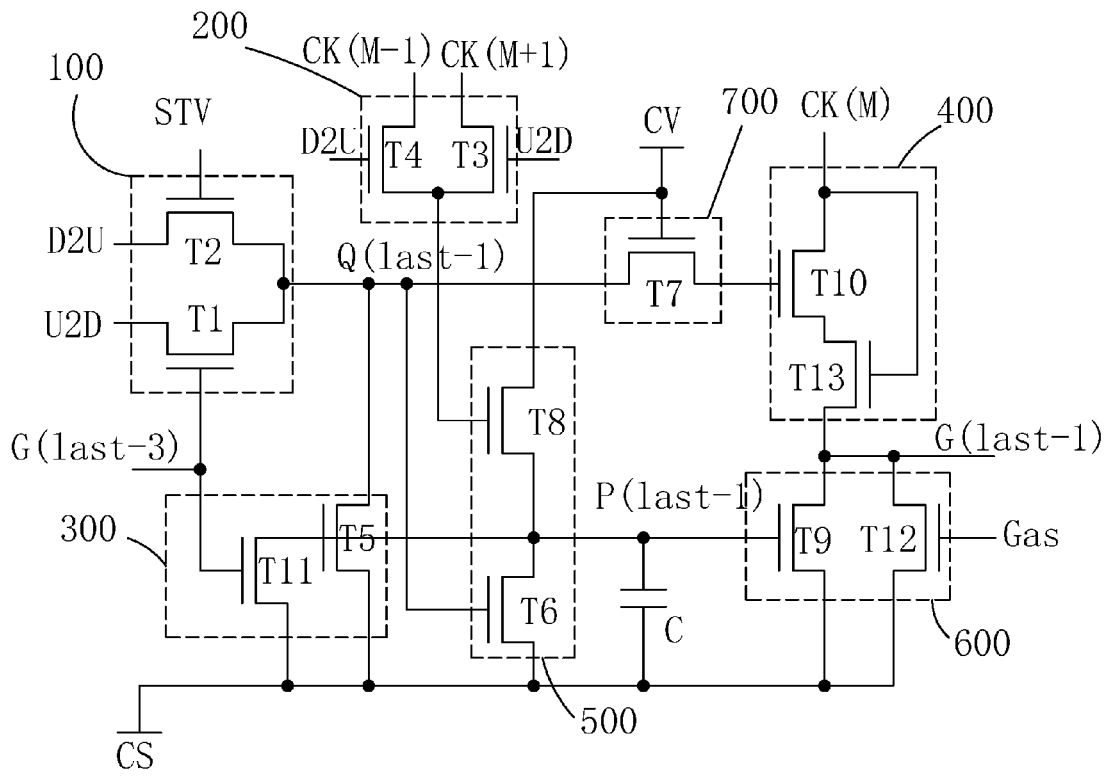 200
CK(M-1) CK(M+1)
100
STV
700
CK(M)
400
CV
D2U
T4
T3
U2D
D2U
T2
Q(last-1)
T7
T10
U2D
T1
T13
T8
G(last-3)
G(last-1)
P(last-1)
300
T5
T9
T12
Gas
T11
T6
C
600
500
CS